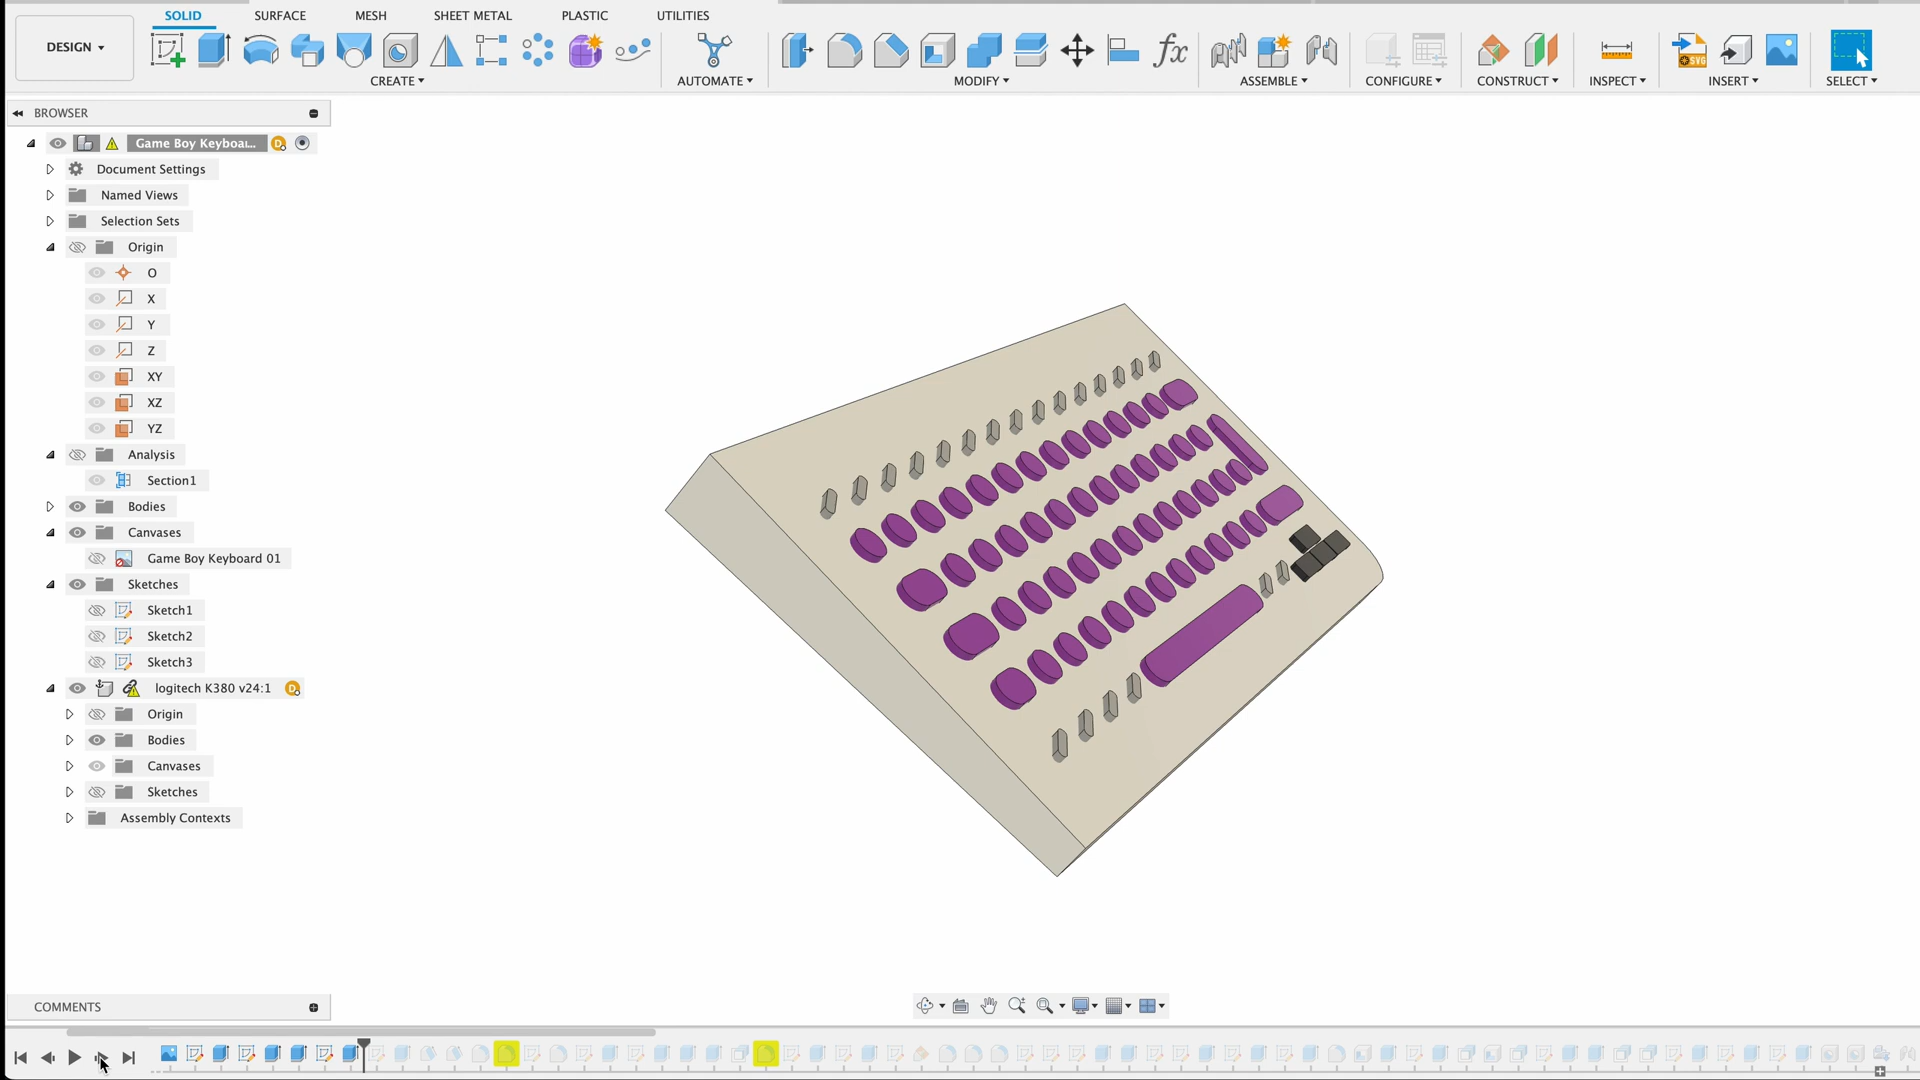 SOLID SURFACE MESH SHEET METAL PLASTIC UTILITIES
DESIGN
CREATE AUTOMATE MODIFY ASSEMBLE CONFIGURE CONSTRUCT INSPECT INSERT SELECT
BROWSER
Game Boy Keyboar...
Document Settings
Named Views
Selection Sets
Origin
O
X
Y
Z
XY
XZ
YZ
Analysis
Section1
Bodies
Canvases
Game Boy Keyboard 01
Sketches
Sketch1
Sketch2
Sketch3
logitech K380 v24:1
Origin
Bodies
Canvases
Sketches
Assembly Contexts
COMMENTS